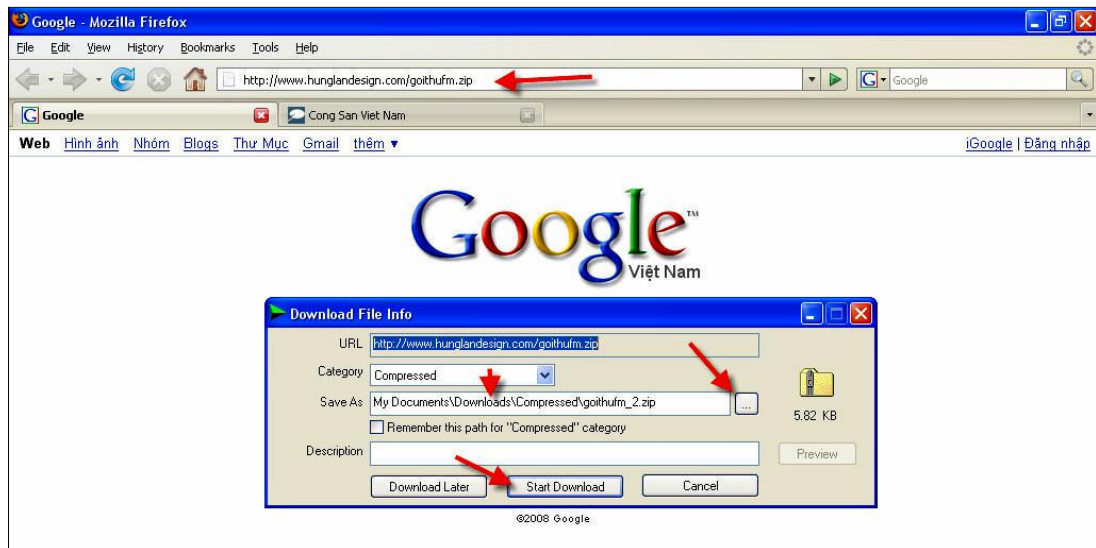 Google - Mozilla Firefox
File Edit View History Bookmarks Tools Help
http://www.hunglandesign.com/goithufm.zip
G Google
G Google Cong San Viet Nam
Web Hình ảnh Nhóm Blogs Thư Mục Gmail thêm ▼ iGoogle | Đăng nhập
Google™
Việt Nam
Download File Info
URL http://www.hunglandesign.com/goithufm.zip
Category Compressed
Save As My Documents\Downloads\Compressed\goithufm_2.zip ...
5.82 KB
Remember this path for "Compressed" category
Description
Preview
Download Later Start Download Cancel
©2008 Google